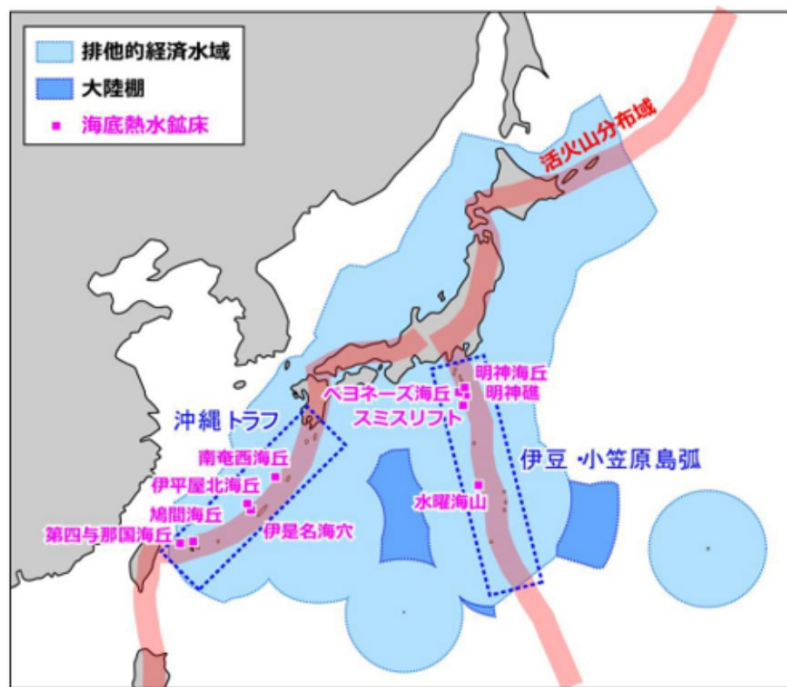 排他的経済水域
大陸棚
海底熱水鉱床
活火山分布域
明神海丘
ベヨネーズ海丘
明神礁
スミスリフト
沖縄トラフ
伊豆・小笠原島弧
南奄西海丘
伊平屋北海丘
水曜海山
鳩間海丘
伊是名海穴
第四与那国海丘